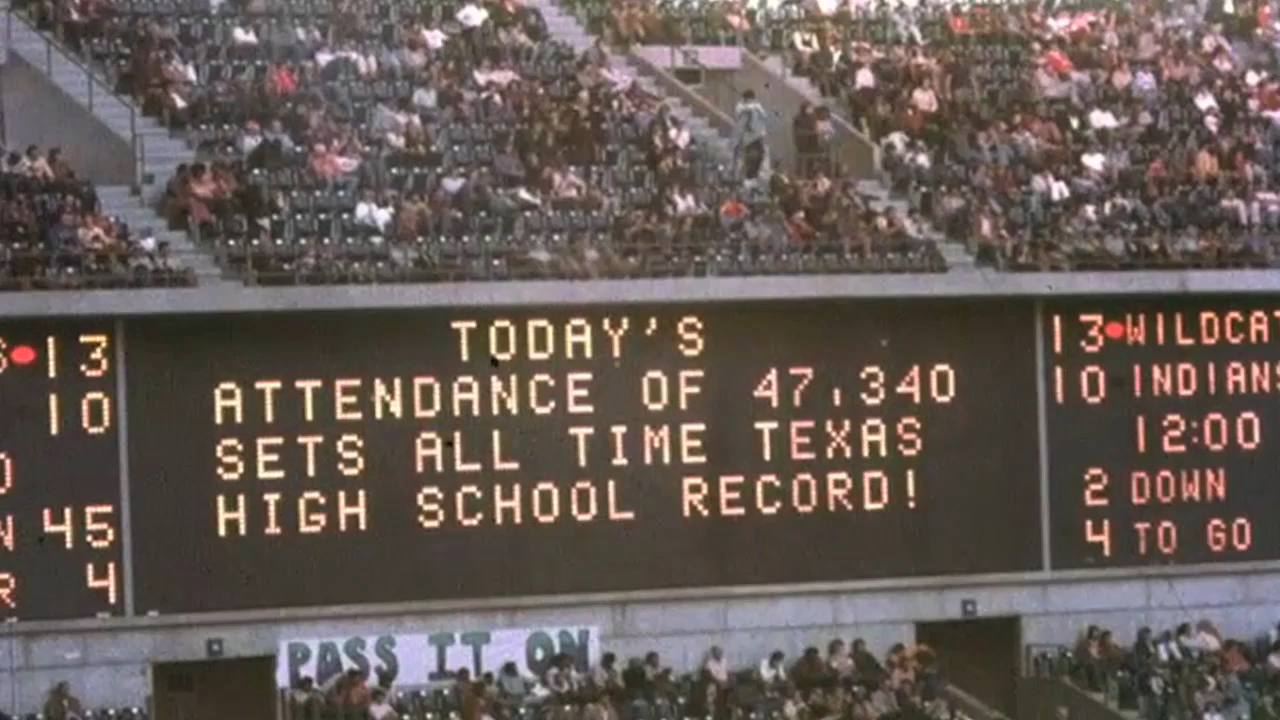 S 13
10
TODAY'S
ATTENDANCE OF 47,340
SETS ALL TIME TEXAS
HIGH SCHOOL RECORD!
N 45
R 4
13 WILDCAT
10 INDIANS
12:00
2 DOWN
4 TO GO
PASS IT ON